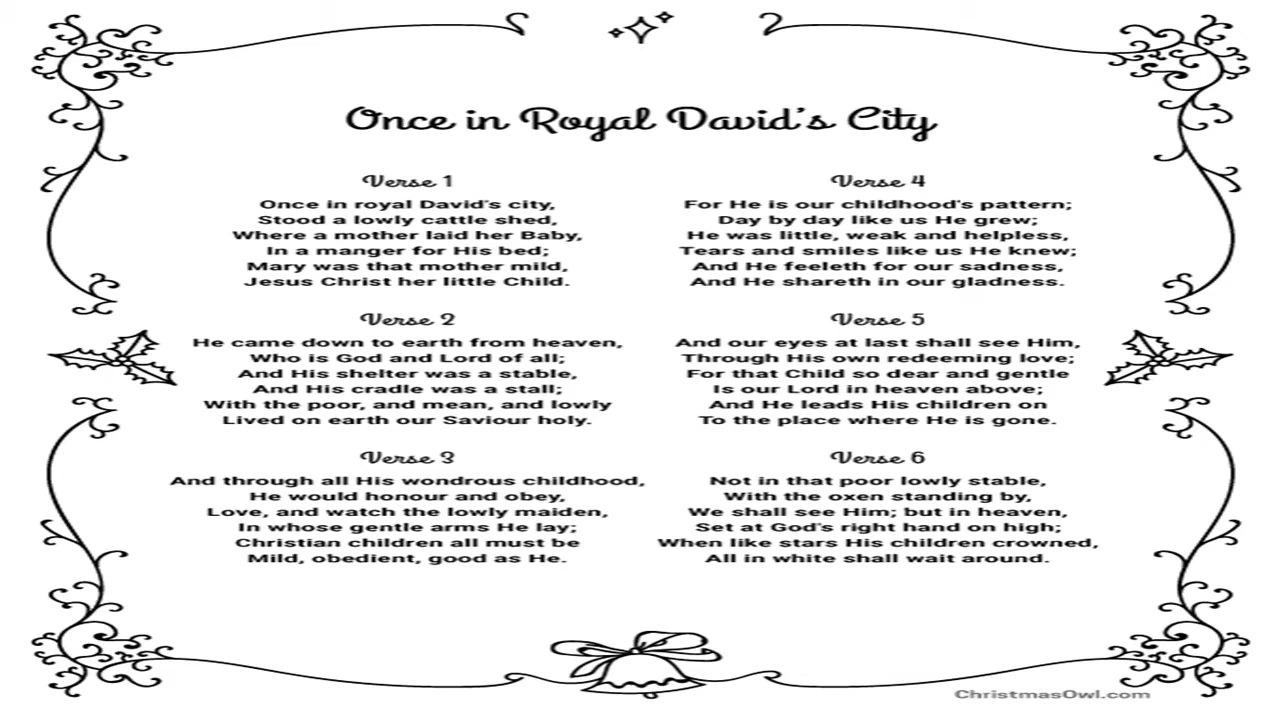 Once in Royal David's City
Verse 1
Once in royal David's city,
Stood a lowly cattle shed,
Where a mother laid her Baby,
In a manger for His bed;
Mary was that mother mild,
Jesus Christ her little Child.
Verse 2
He came down to earth from heaven,
Who is God and Lord of all;
And His shelter was a stable,
And His cradle was a stall;
With the poor, and mean, and lowly
Lived on earth our Saviour holy.
Verse 3
And through all His wondrous childhood,
He would honour and obey,
Love, and watch the lowly maiden,
In whose gentle arms He lay;
Christian children all must be
Mild, obedient, good as He.
Verse 4
For He is our childhood's pattern;
Day by day like us He grew;
He was little, weak and helpless,
Tears and smiles like us He knew;
And He feeleth for our sadness,
And He shareth in our gladness.
Verse 5
And our eyes at last shall see Him,
Through His own redeeming love;
For that Child so dear and gentle
Is our Lord in heaven above;
And He leads His children on
To the place where He is gone.
Verse 6
Not in that poor lowly stable,
With the oxen standing by,
We shall see Him; but in heaven,
Set at God's right hand on high;
When like stars His children crowned,
All in white shall wait around.
ChristmasOwl.com